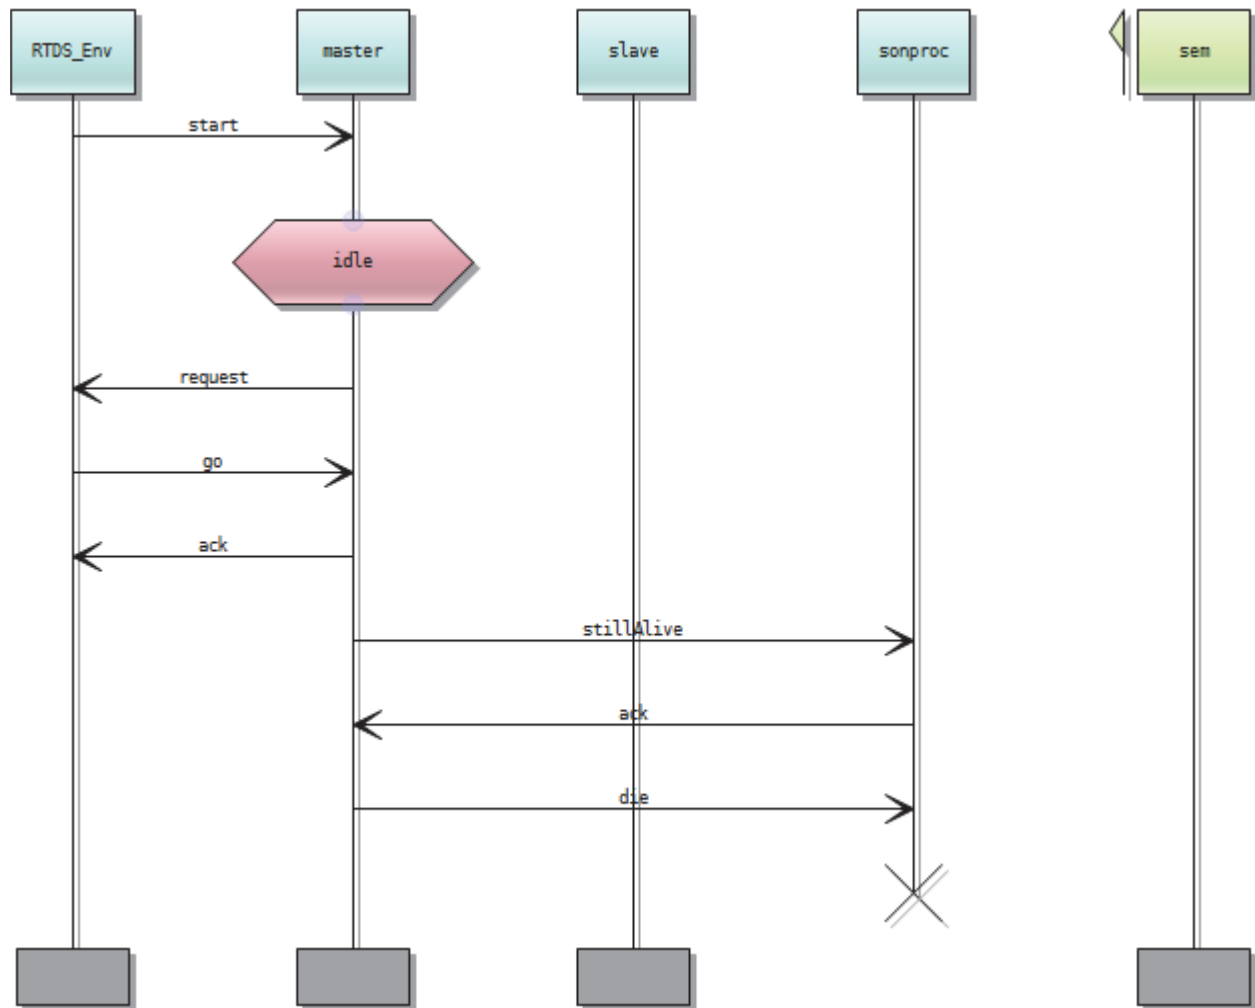 RTDS_Env
master
slave
sonproc
sem
start
idle
request
go
ack
stillAlive
ack
die